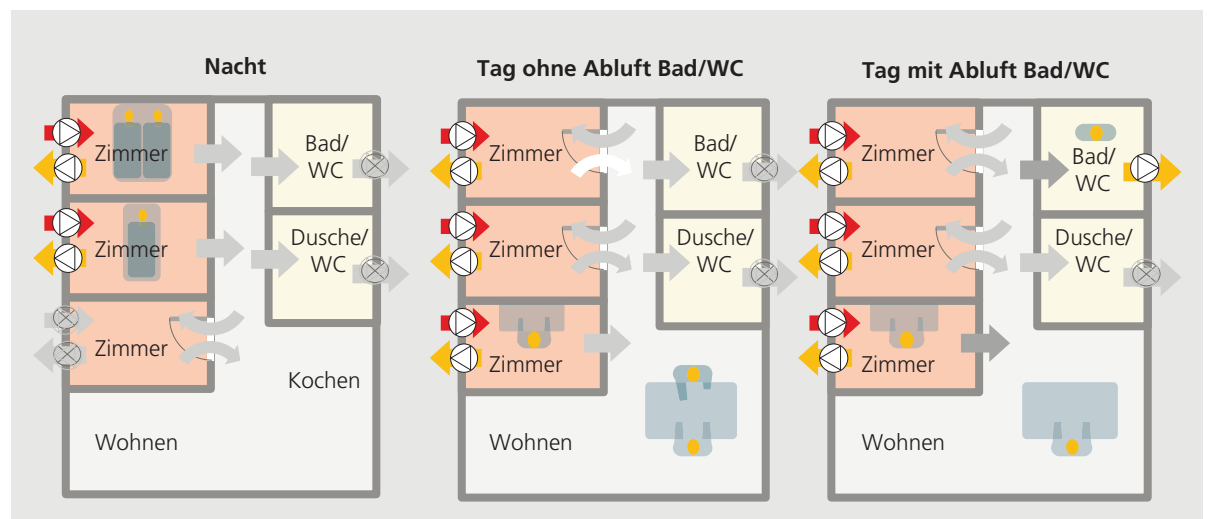 Nacht
Zimmer
Bad/
WC
Zimmer
Dusche/
WC
Zimmer
Kochen
Wohnen
Tag ohne Abluft Bad/WC
Zimmer
Bad/
WC
Zimmer
Dusche/
WC
Zimmer
Wohnen
Tag mit Abluft Bad/WC
Zimmer
Bad/
WC
Zimmer
Dusche/
WC
Zimmer
Wohnen